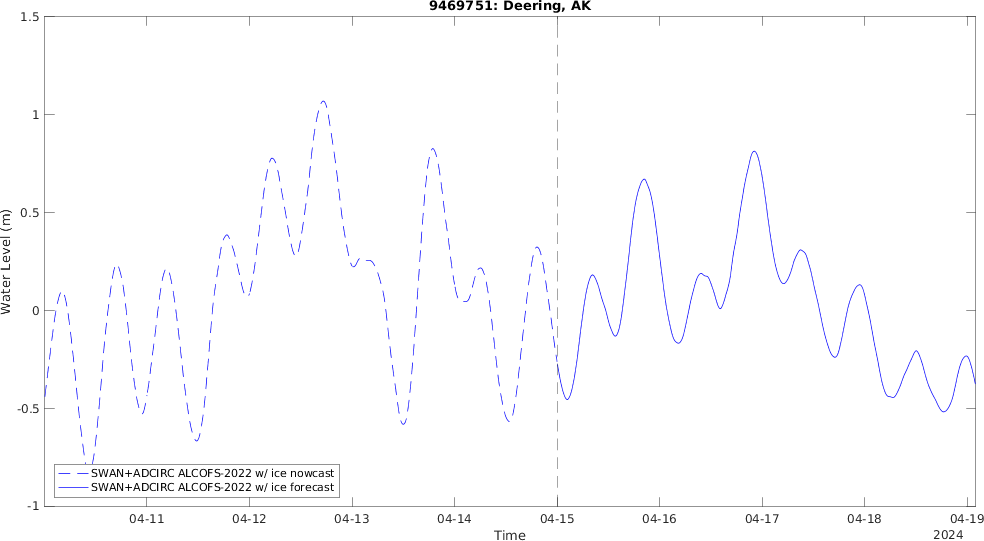 9469751: Deering, AK
1.5
1
0.5
0
-0.5
-1
Water Level (m)
SWAN+ADCIRC ALCOFS-2022 w/ ice nowcast
SWAN+ADCIRC ALCOFS-2022 w/ ice forecast
04-11 04-12 04-13 04-14 04-15 04-16 04-17 04-18 04-19
Time
2024